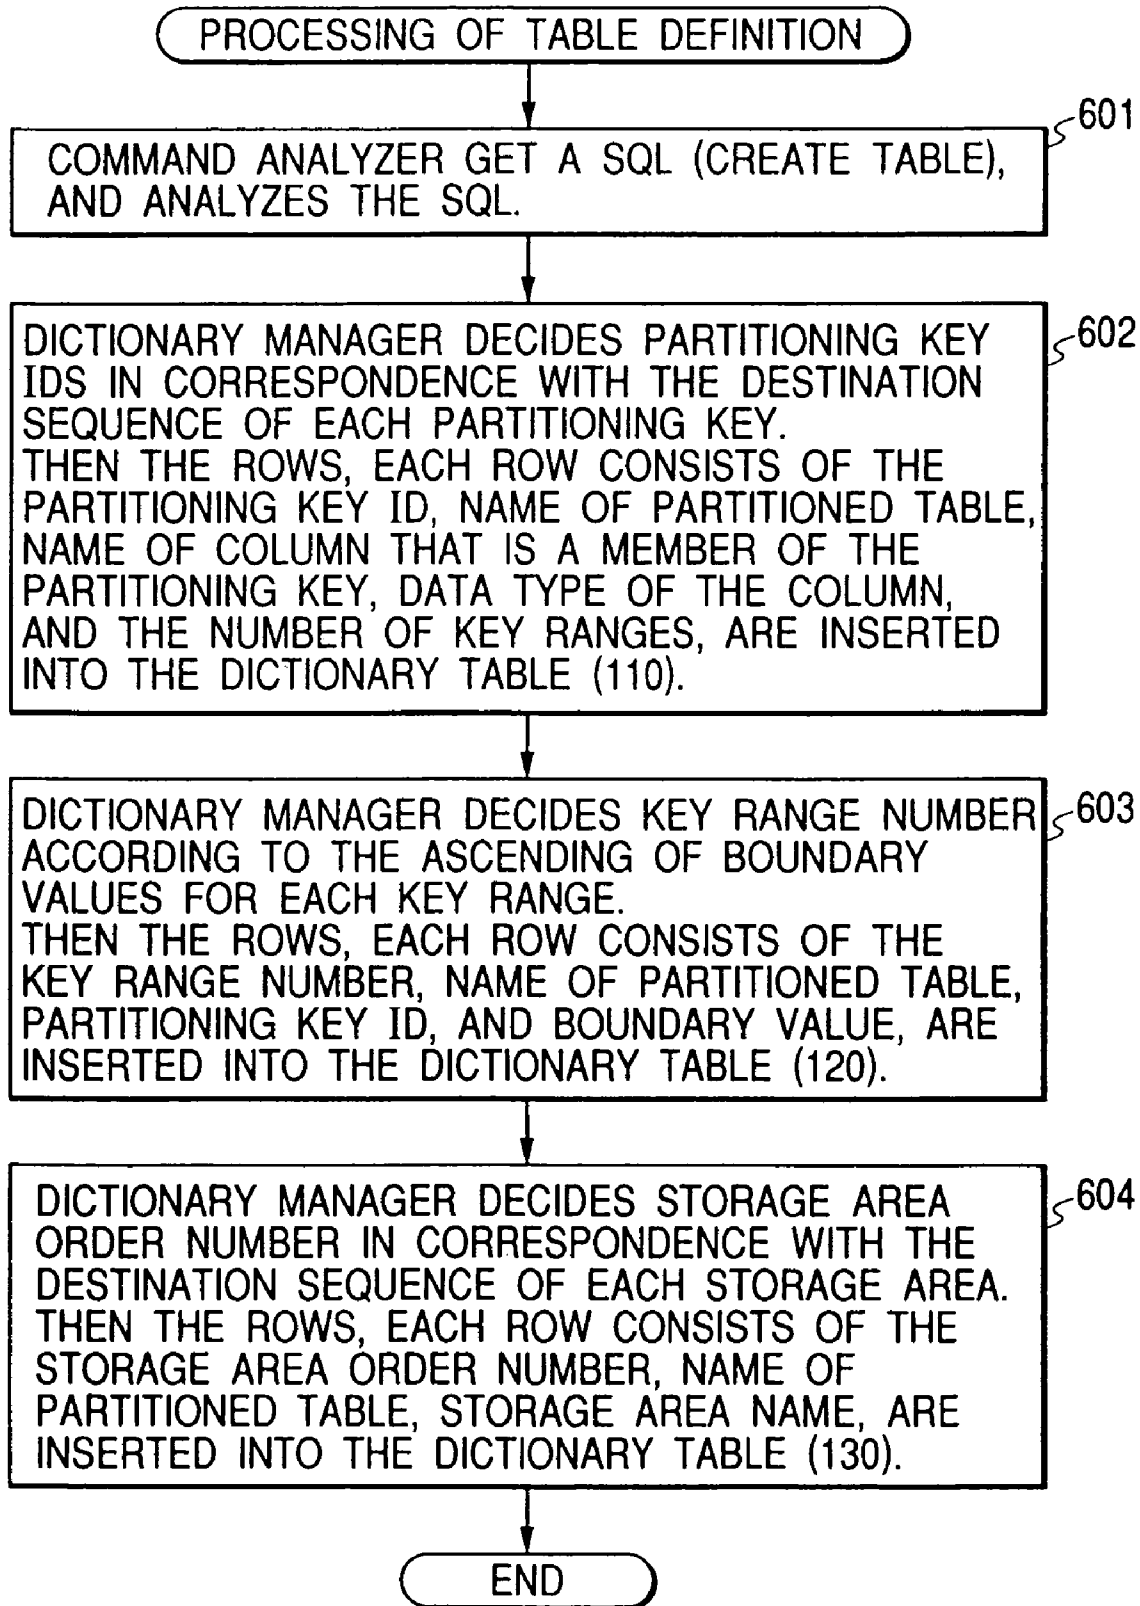 PROCESSING OF TABLE DEFINITION
601
COMMAND ANALYZER GET A SQL (CREATE TABLE),
AND ANALYZES THE SQL.
602
DICTIONARY MANAGER DECIDES PARTITIONING KEY
IDS IN CORRESPONDENCE WITH THE DESTINATION
SEQUENCE OF EACH PARTITIONING KEY.
THEN THE ROWS, EACH ROW CONSISTS OF THE
PARTITIONING KEY ID, NAME OF PARTITIONED TABLE,
NAME OF COLUMN THAT IS A MEMBER OF THE
PARTITIONING KEY, DATA TYPE OF THE COLUMN,
AND THE NUMBER OF KEY RANGES, ARE INSERTED
INTO THE DICTIONARY TABLE (110).
603
DICTIONARY MANAGER DECIDES KEY RANGE NUMBER
ACCORDING TO THE ASCENDING OF BOUNDARY
VALUES FOR EACH KEY RANGE.
THEN THE ROWS, EACH ROW CONSISTS OF THE
KEY RANGE NUMBER, NAME OF PARTITIONED TABLE,
PARTITIONING KEY ID, AND BOUNDARY VALUE, ARE
INSERTED INTO THE DICTIONARY TABLE (120).
604
DICTIONARY MANAGER DECIDES STORAGE AREA
ORDER NUMBER IN CORRESPONDENCE WITH THE
DESTINATION SEQUENCE OF EACH STORAGE AREA.
THEN THE ROWS, EACH ROW CONSISTS OF THE
STORAGE AREA ORDER NUMBER, NAME OF
PARTITIONED TABLE, STORAGE AREA NAME, ARE
INSERTED INTO THE DICTIONARY TABLE (130).
END